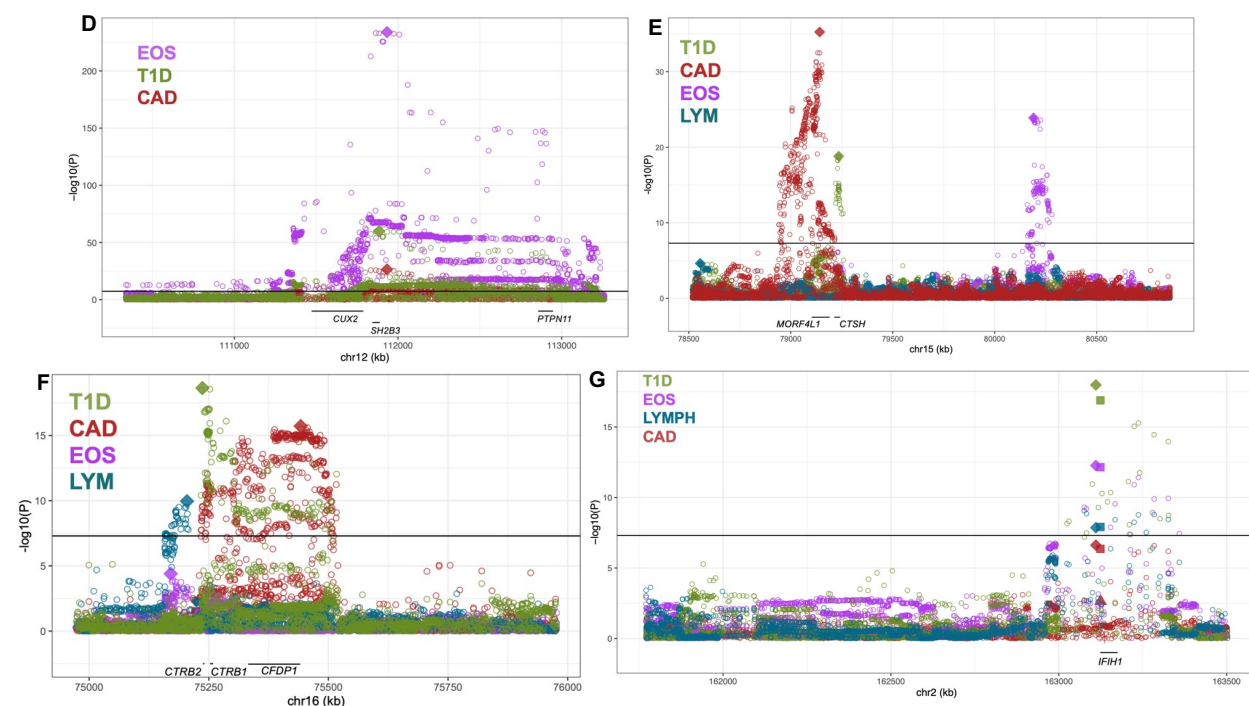 D
EOS
T1D
CAD
−log10(P)
200
150
100
50
0
CUX2
SH2B3
PTPN11
111000
112000
113000
chr12 (kb)
E
T1D
CAD
EOS
LYM
-log10(P)
30
20
10
0
MORF4L1
CTSH
78500
79000
79500
80000
80500
chr15 (kb)
F
T1D
CAD
EOS
LYM
-log10(P)
15
10
5
0
CTRB2
CTRB1
CFDP1
75000
75250
75500
75750
76000
chr16 (kb)
G
T1D
EOS
LYMPH
CAD
−log10(P)
15
10
5
0
IFIH1
162000
162500
163000
163500
chr2 (kb)